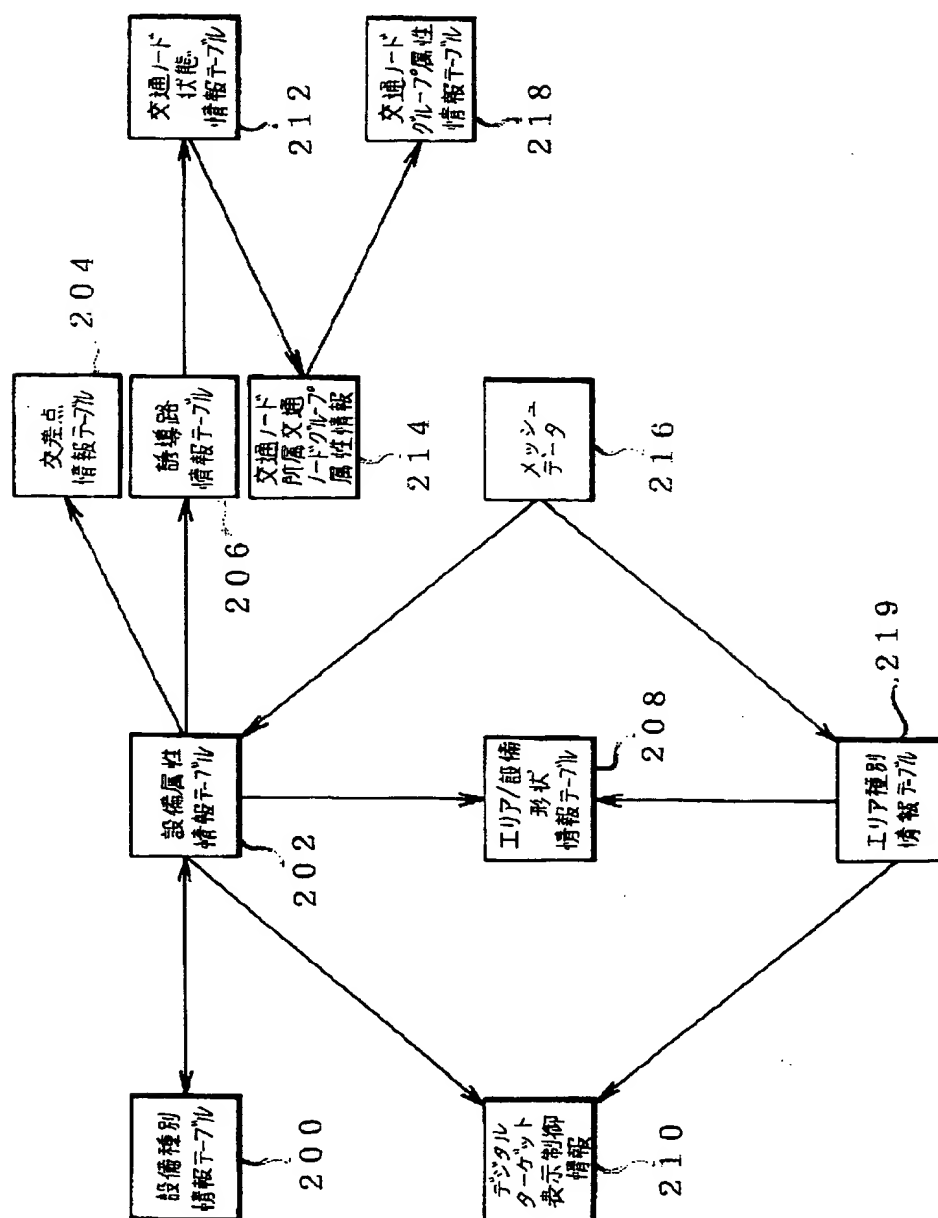 設備種別
情報テーブル
200
設備属性
情報テーブル
202
交差点
情報テーブル
204
誘導路
情報テーブル
206
交通ノード
状態
情報テーブル
212
交通ノード
所属交通
ノードグループ
属性情報
214
交通ノード
グループ属性
情報テーブル
218
デジタル
ターゲット
表示制御
情報
210
エリア/設備
形状
情報テーブル
208
メッシュ
データ
216
エリア種別
情報テーブル
219